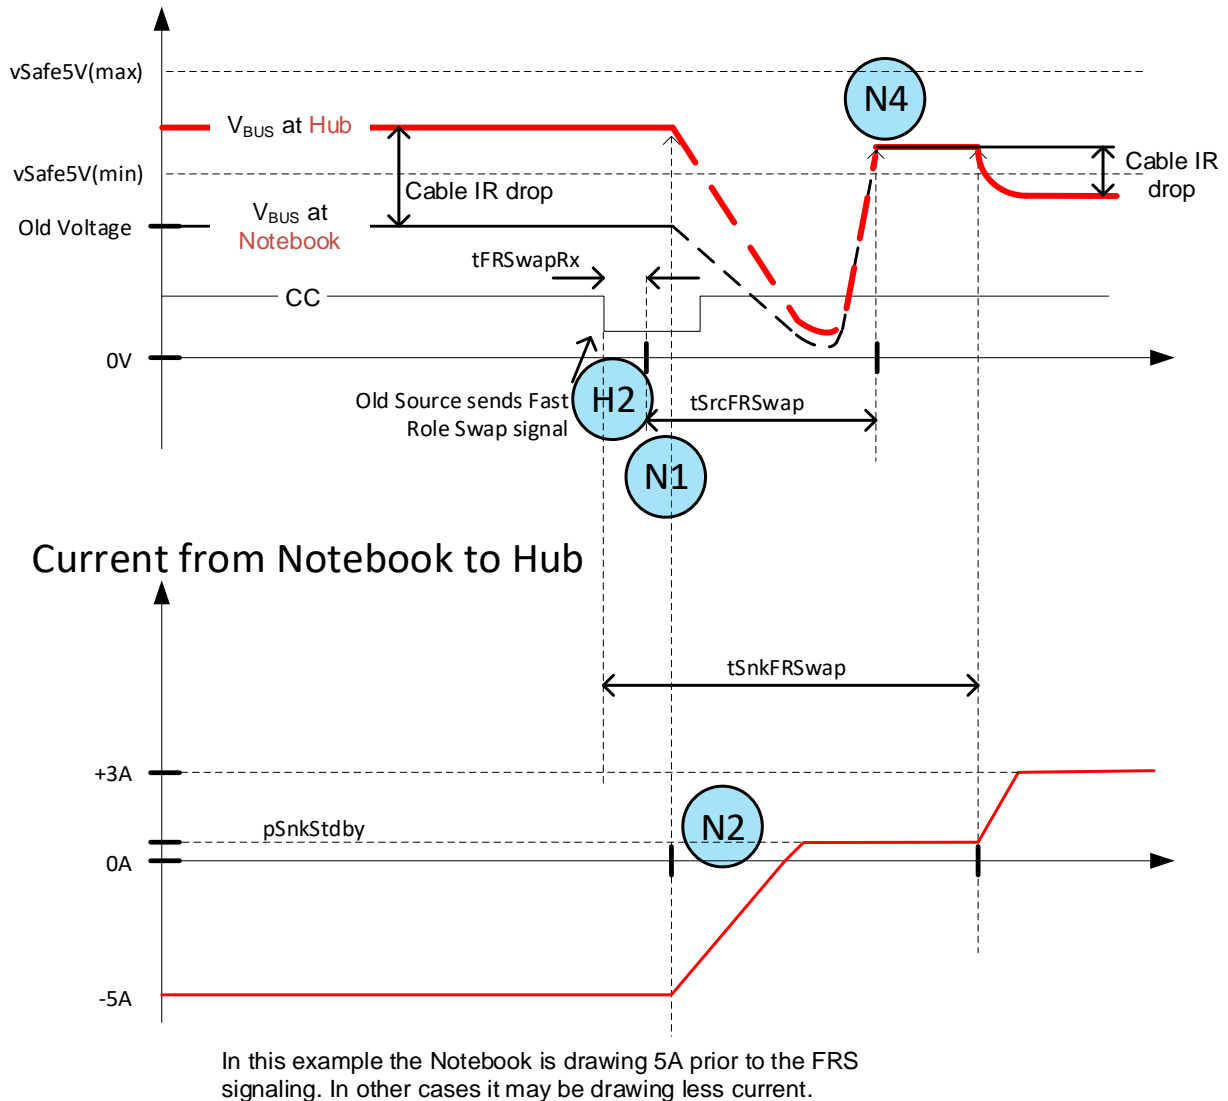 vSafe5V(max)
N4
VBUS at Hub
vSafe5V(min)
Cable IR drop
Cable IR
drop
Old Voltage
VBUS at
Notebook
tFRSwapRx
CC
0V
H2
Old Source sends Fast
Role Swap signal
tSrcFRSwap
N1
Current from Notebook to Hub
tSnkFRSwap
+3A
pSnkStdby
N2
0A
-5A
In this example the Notebook is drawing 5A prior to the FRS
signaling. In other cases it may be drawing less current.